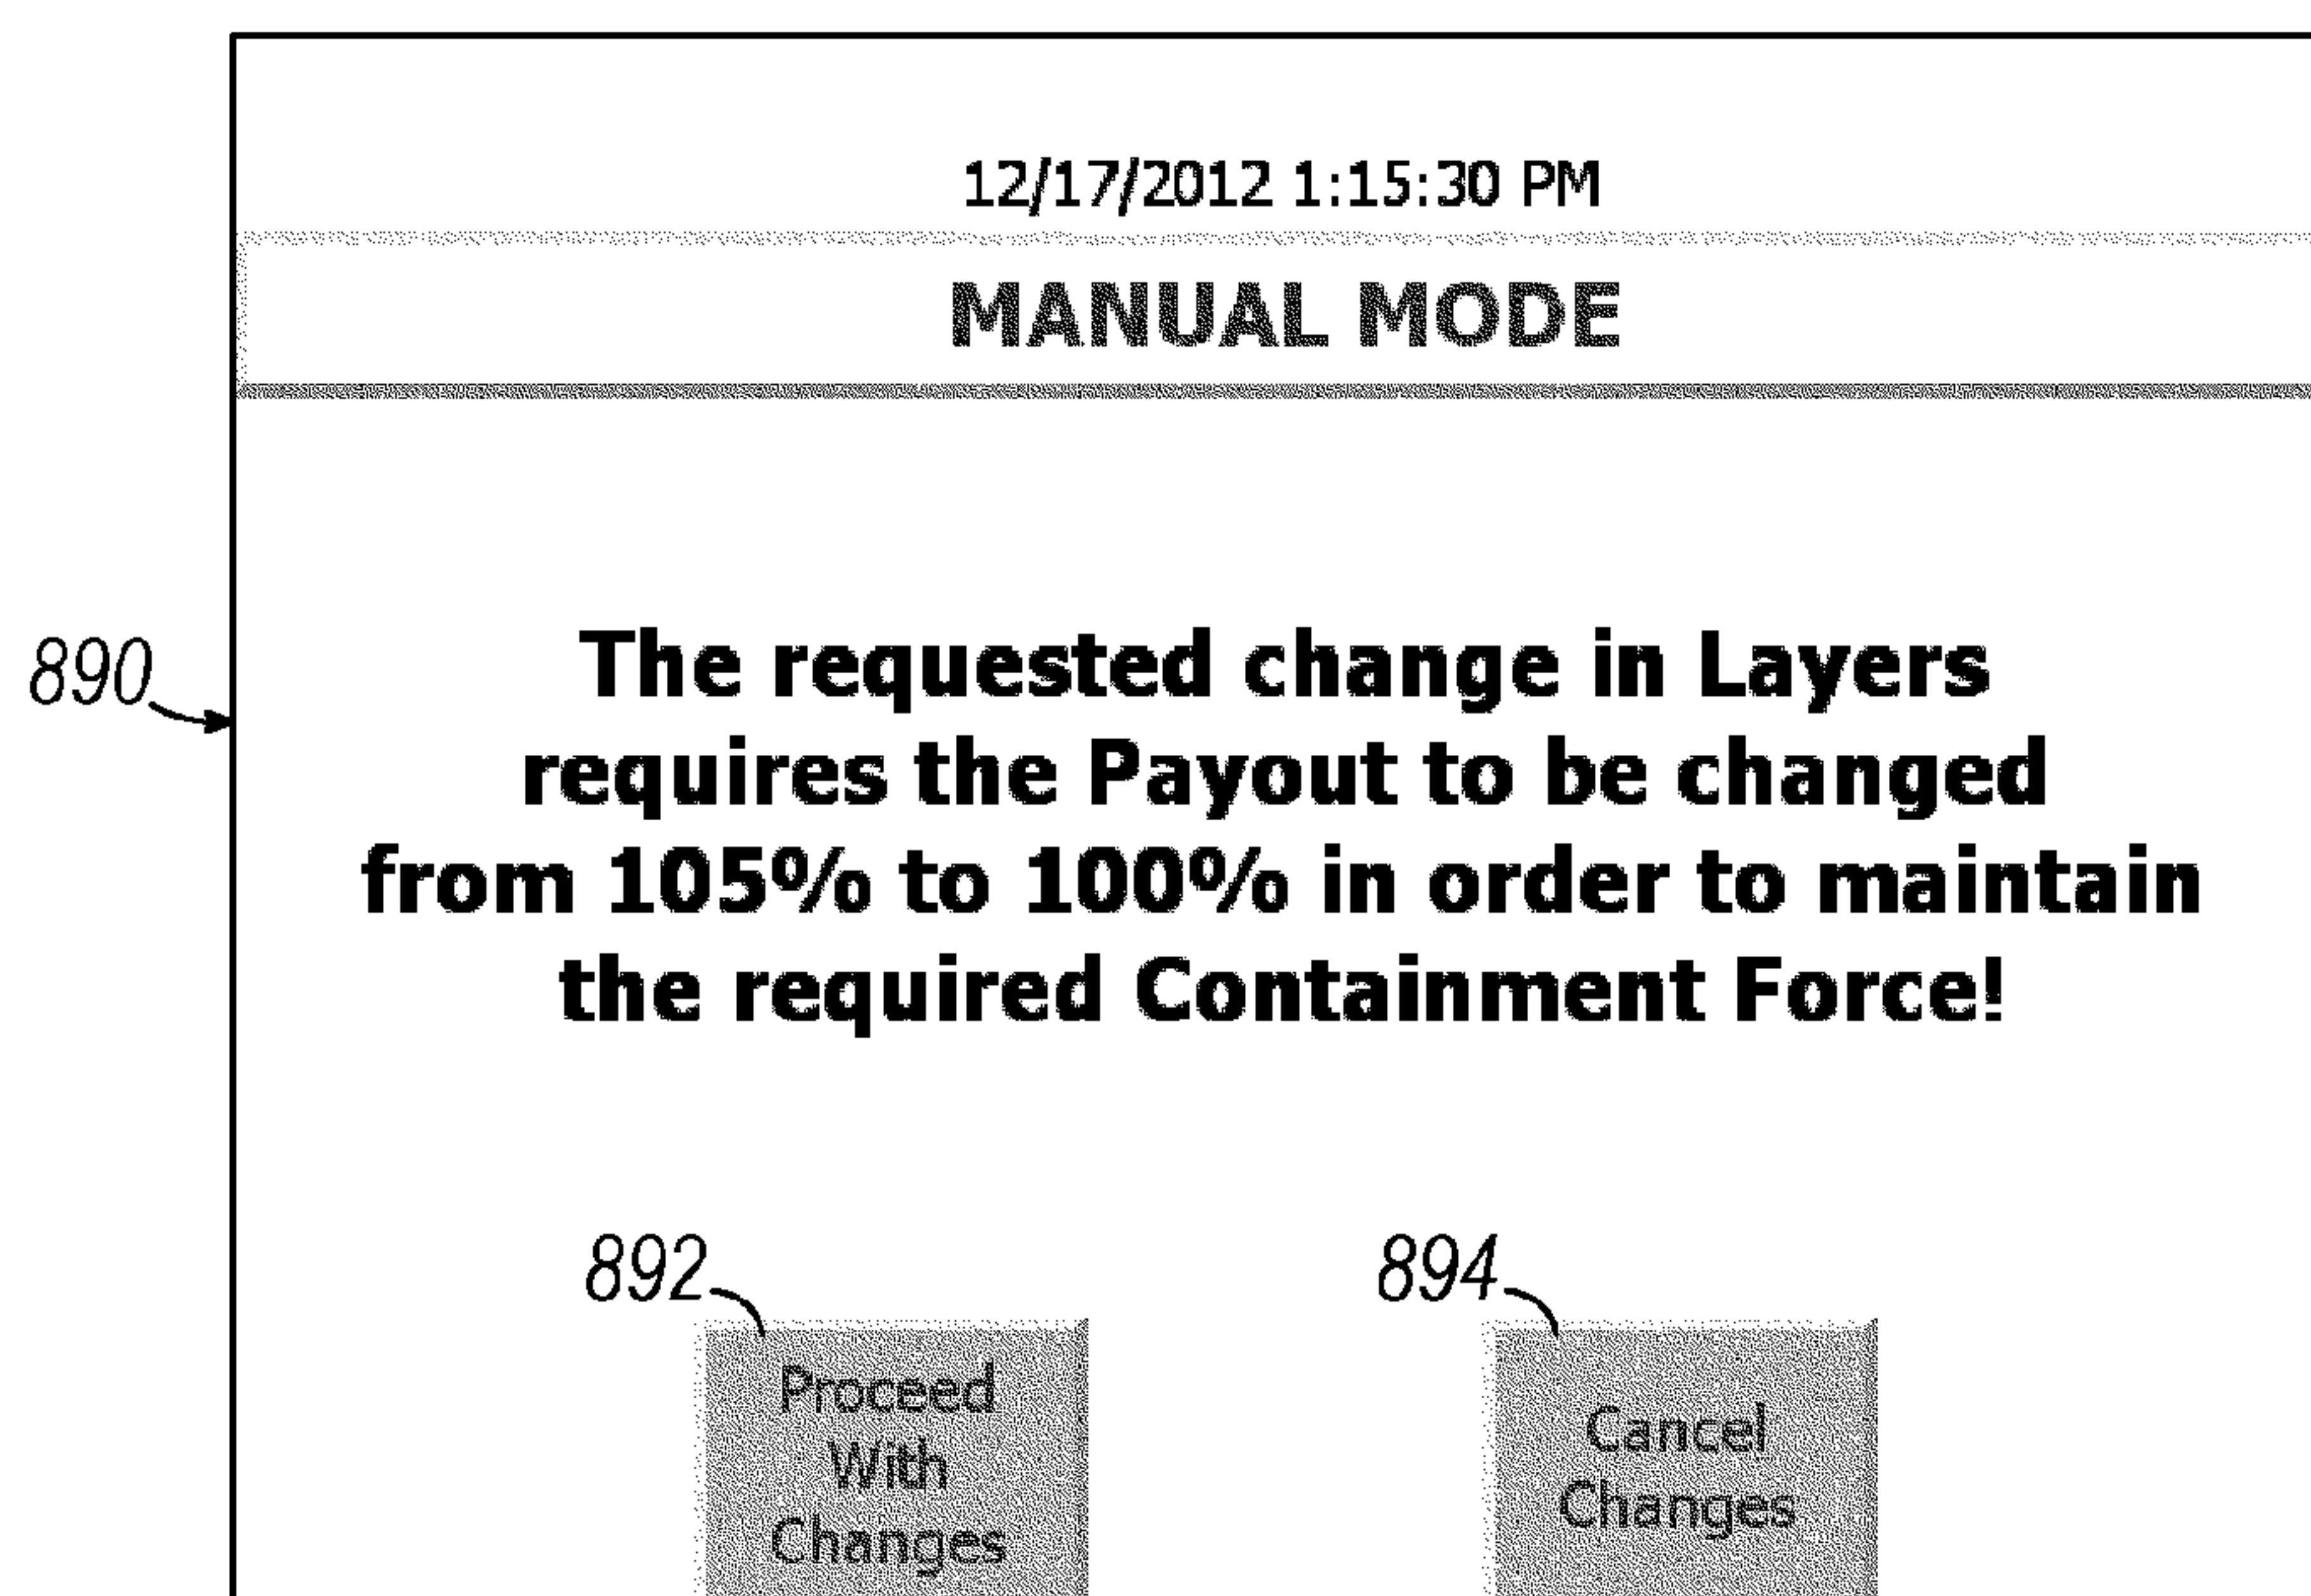 12/17/2012 1:15:30 PM
MANUAL MODE
890
The requested change in Layers
requires the Payout to be changed
from 105% to 100% in order to maintain
the required Containment Force!
892
894
Proceed
With
Changes
Cancel
Changes